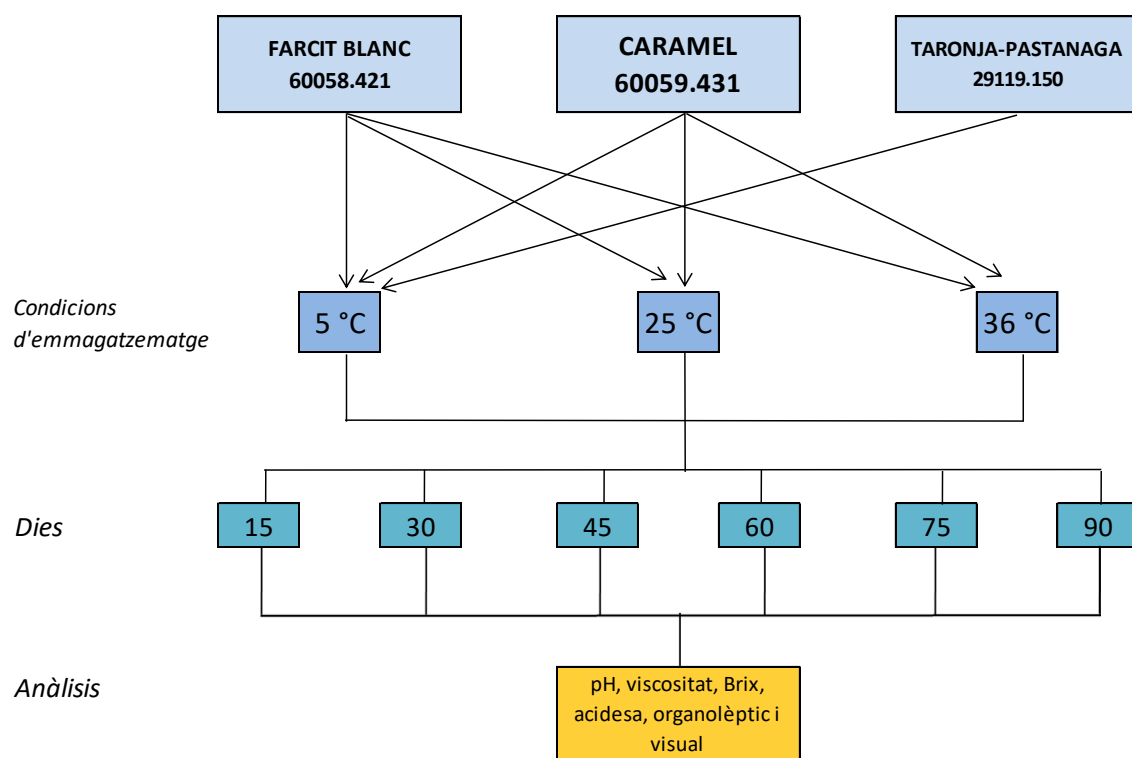 FARCIT BLANC
60058.421
CARAMEL
60059.431
TARONJA-PASTANAGA
29119.150
Condicions
d'emmagatzematge
5 °C
25 °C
36 °C
Dies
15
30
45
60
75
90
Anàlisis
pH, viscositat, Brix,
acidesa, organolèptic i
visual